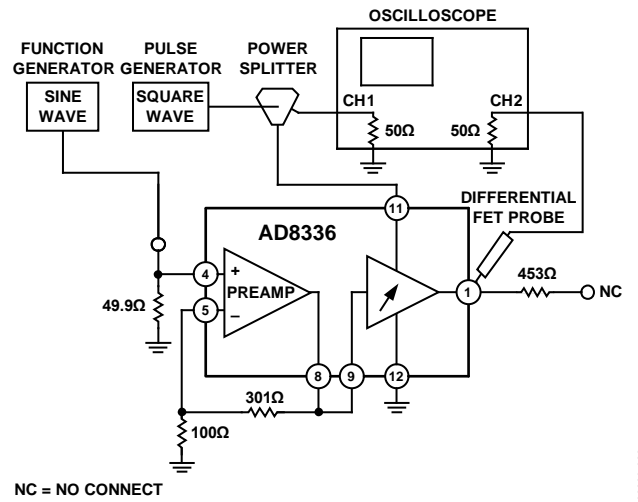 OSCILLOSCOPE
FUNCTION GENERATOR
PULSE GENERATOR
POWER SPLITTER
SINE WAVE
SQUARE WAVE
CH1
CH2
50Ω
50Ω
DIFFERENTIAL FET PROBE
11
AD8336
453Ω
4
+
PREAMP
1
NC
49.9Ω
5
–
8
9
12
301Ω
100Ω
NC = NO CONNECT